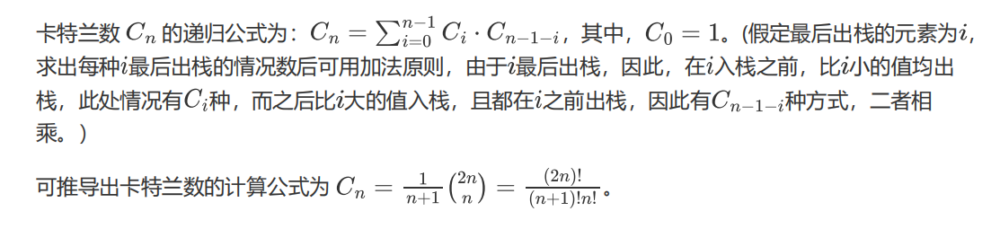 卡特兰数 $C_n$ 的递归公式为：$C_n = \sum_{i=0}^{n-1} C_i \cdot C_{n-1-i}$，其中，$C_0 = 1$。(假定最后出栈的元素为$i$，
求出每种$i$最后出栈的情况数后可用加法原则，由于$i$最后出栈，因此，在$i$入栈之前，比$i$小的值均出
栈，此处情况有$C_i$种，而之后比$i$大的值入栈，且都在$i$之前出栈，因此有$C_{n-1-i}$种方式，二者相
乘。）
可推导出卡特兰数的计算公式为 $C_n = \frac{1}{n+1} \binom{2n}{n} = \frac{(2n)!}{(n+1)!n!}$。